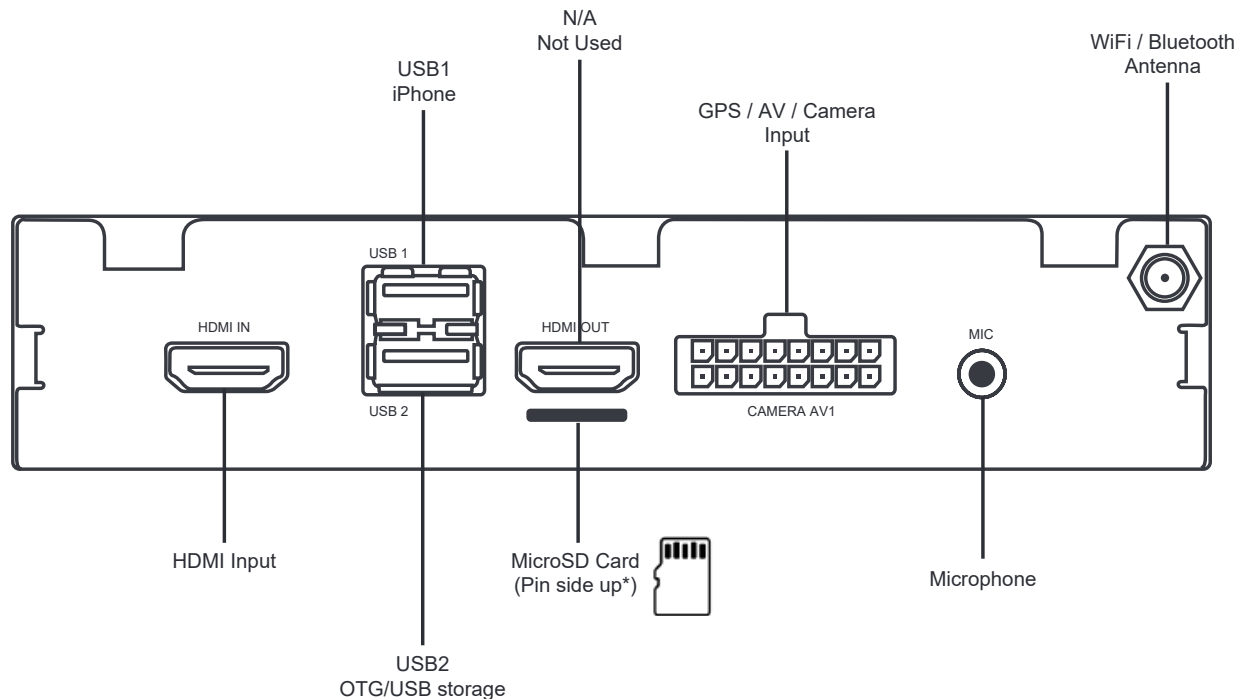 N/A
Not Used
WiFi / Bluetooth
Antenna
USB1
iPhone
GPS / AV / Camera
Input
USB 1
HDMI IN
HDMI OUT
MIC
USB 2
CAMERA AV1
HDMI Input
MicroSD Card
(Pin side up*)
Microphone
USB2
OTG/USB storage